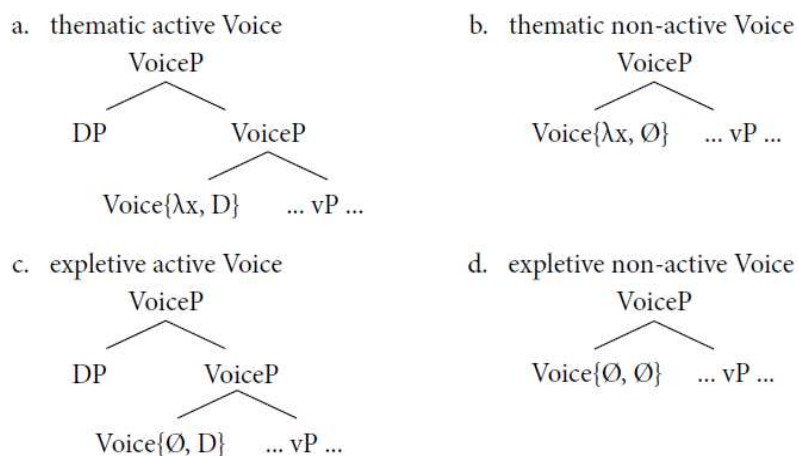 a. thematic active Voice
VoiceP
DP VoiceP
Voice{λx, D} ... vP ...
b. thematic non-active Voice
VoiceP
Voice{λx, Ø} ... vP ...
c. expletive active Voice
VoiceP
DP VoiceP
Voice{Ø, D} ... vP ...
d. expletive non-active Voice
VoiceP
Voice{Ø, Ø} ... vP ...